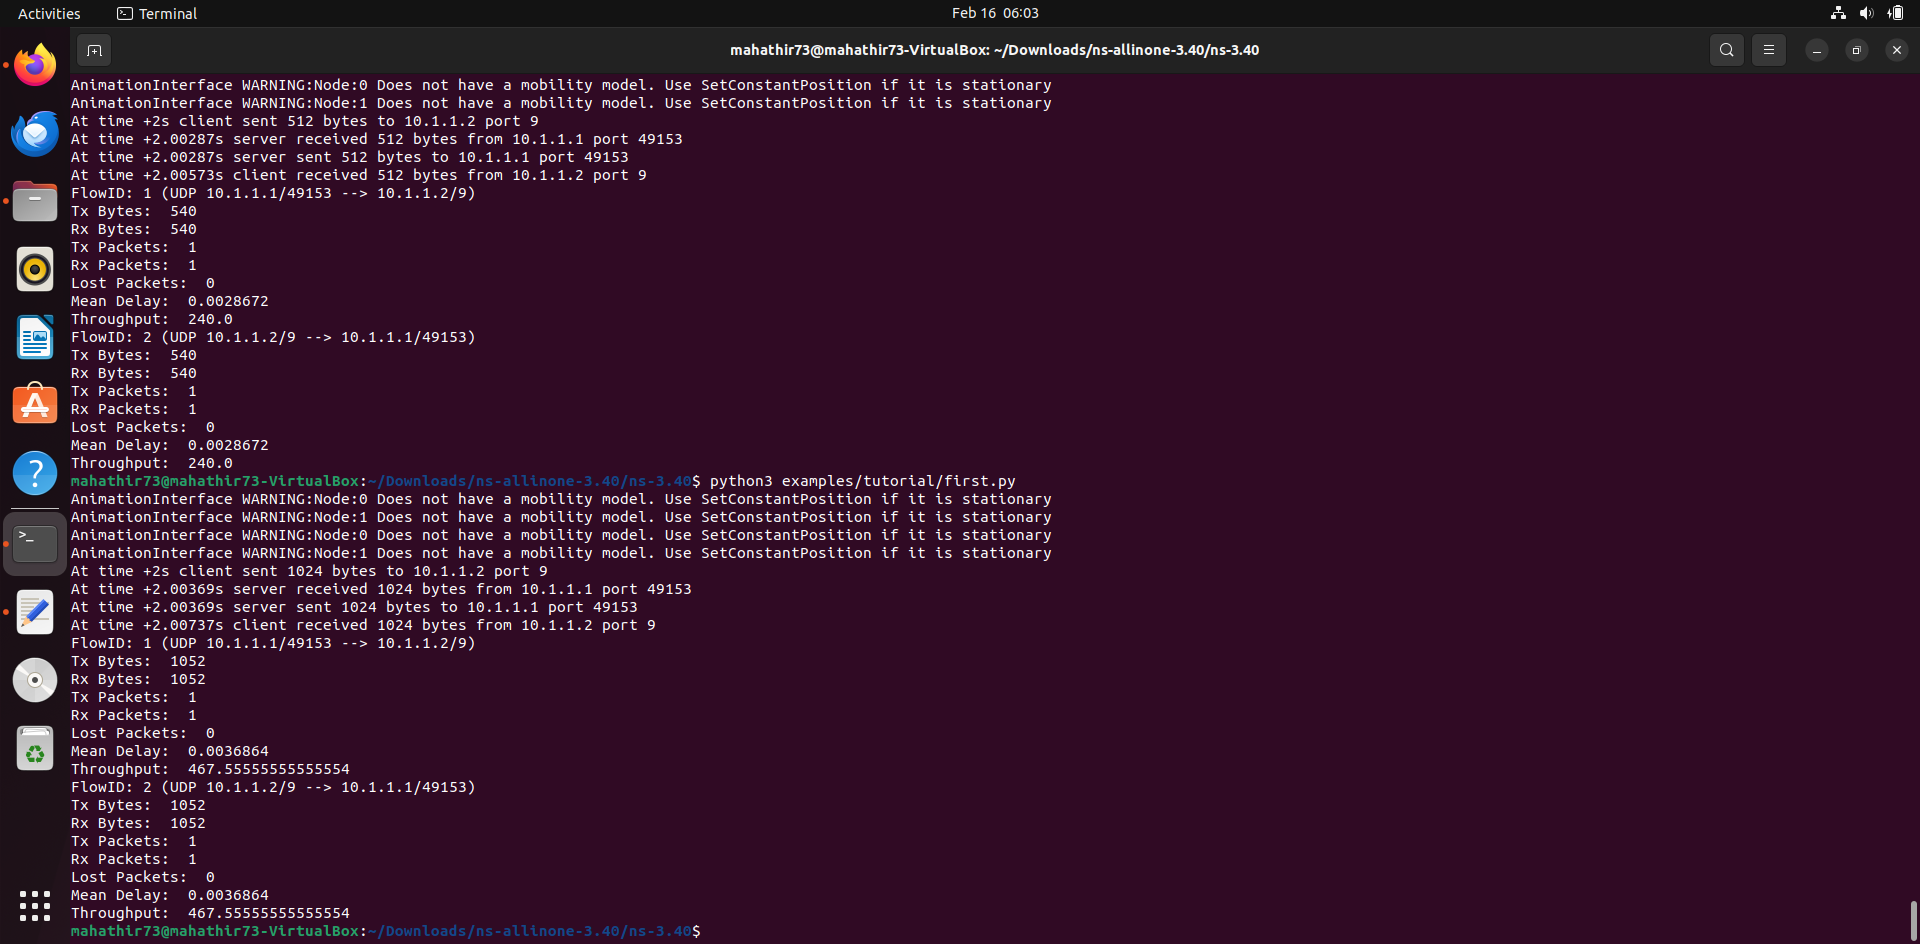 Activities
Terminal
Feb 16 06:03
mahathir73@mahathir73-VirtualBox: ~/Downloads/ns-allinone-3.40/ns-3.40
AnimationInterface WARNING:Node:0 Does not have a mobility model. Use SetConstantPosition if it is stationary
AnimationInterface WARNING:Node:1 Does not have a mobility model. Use SetConstantPosition if it is stationary
At time +2s client sent 512 bytes to 10.1.1.2 port 9
At time +2.00287s server received 512 bytes from 10.1.1.1 port 49153
At time +2.00287s server sent 512 bytes to 10.1.1.1 port 49153
At time +2.00573s client received 512 bytes from 10.1.1.2 port 9
FlowID: 1 (UDP 10.1.1.1/49153 --> 10.1.1.2/9)
Tx Bytes:  540
Rx Bytes:  540
Tx Packets:  1
Rx Packets:  1
Lost Packets:  0
Mean Delay:  0.0028672
Throughput:  240.0
FlowID: 2 (UDP 10.1.1.2/9 --> 10.1.1.1/49153)
Tx Bytes:  540
Rx Bytes:  540
Tx Packets:  1
Rx Packets:  1
Lost Packets:  0
Mean Delay:  0.0028672
Throughput:  240.0
mahathir73@mahathir73-VirtualBox:~/Downloads/ns-allinone-3.40/ns-3.40$ python3 examples/tutorial/first.py
AnimationInterface WARNING:Node:0 Does not have a mobility model. Use SetConstantPosition if it is stationary
AnimationInterface WARNING:Node:1 Does not have a mobility model. Use SetConstantPosition if it is stationary
AnimationInterface WARNING:Node:0 Does not have a mobility model. Use SetConstantPosition if it is stationary
AnimationInterface WARNING:Node:1 Does not have a mobility model. Use SetConstantPosition if it is stationary
At time +2s client sent 1024 bytes to 10.1.1.2 port 9
At time +2.00369s server received 1024 bytes from 10.1.1.1 port 49153
At time +2.00369s server sent 1024 bytes to 10.1.1.1 port 49153
At time +2.00737s client received 1024 bytes from 10.1.1.2 port 9
FlowID: 1 (UDP 10.1.1.1/49153 --> 10.1.1.2/9)
Tx Bytes:  1052
Rx Bytes:  1052
Tx Packets:  1
Rx Packets:  1
Lost Packets:  0
Mean Delay:  0.0036864
Throughput:  467.55555555555554
FlowID: 2 (UDP 10.1.1.2/9 --> 10.1.1.1/49153)
Tx Bytes:  1052
Rx Bytes:  1052
Tx Packets:  1
Rx Packets:  1
Lost Packets:  0
Mean Delay:  0.0036864
Throughput:  467.55555555555554
mahathir73@mahathir73-VirtualBox:~/Downloads/ns-allinone-3.40/ns-3.40$